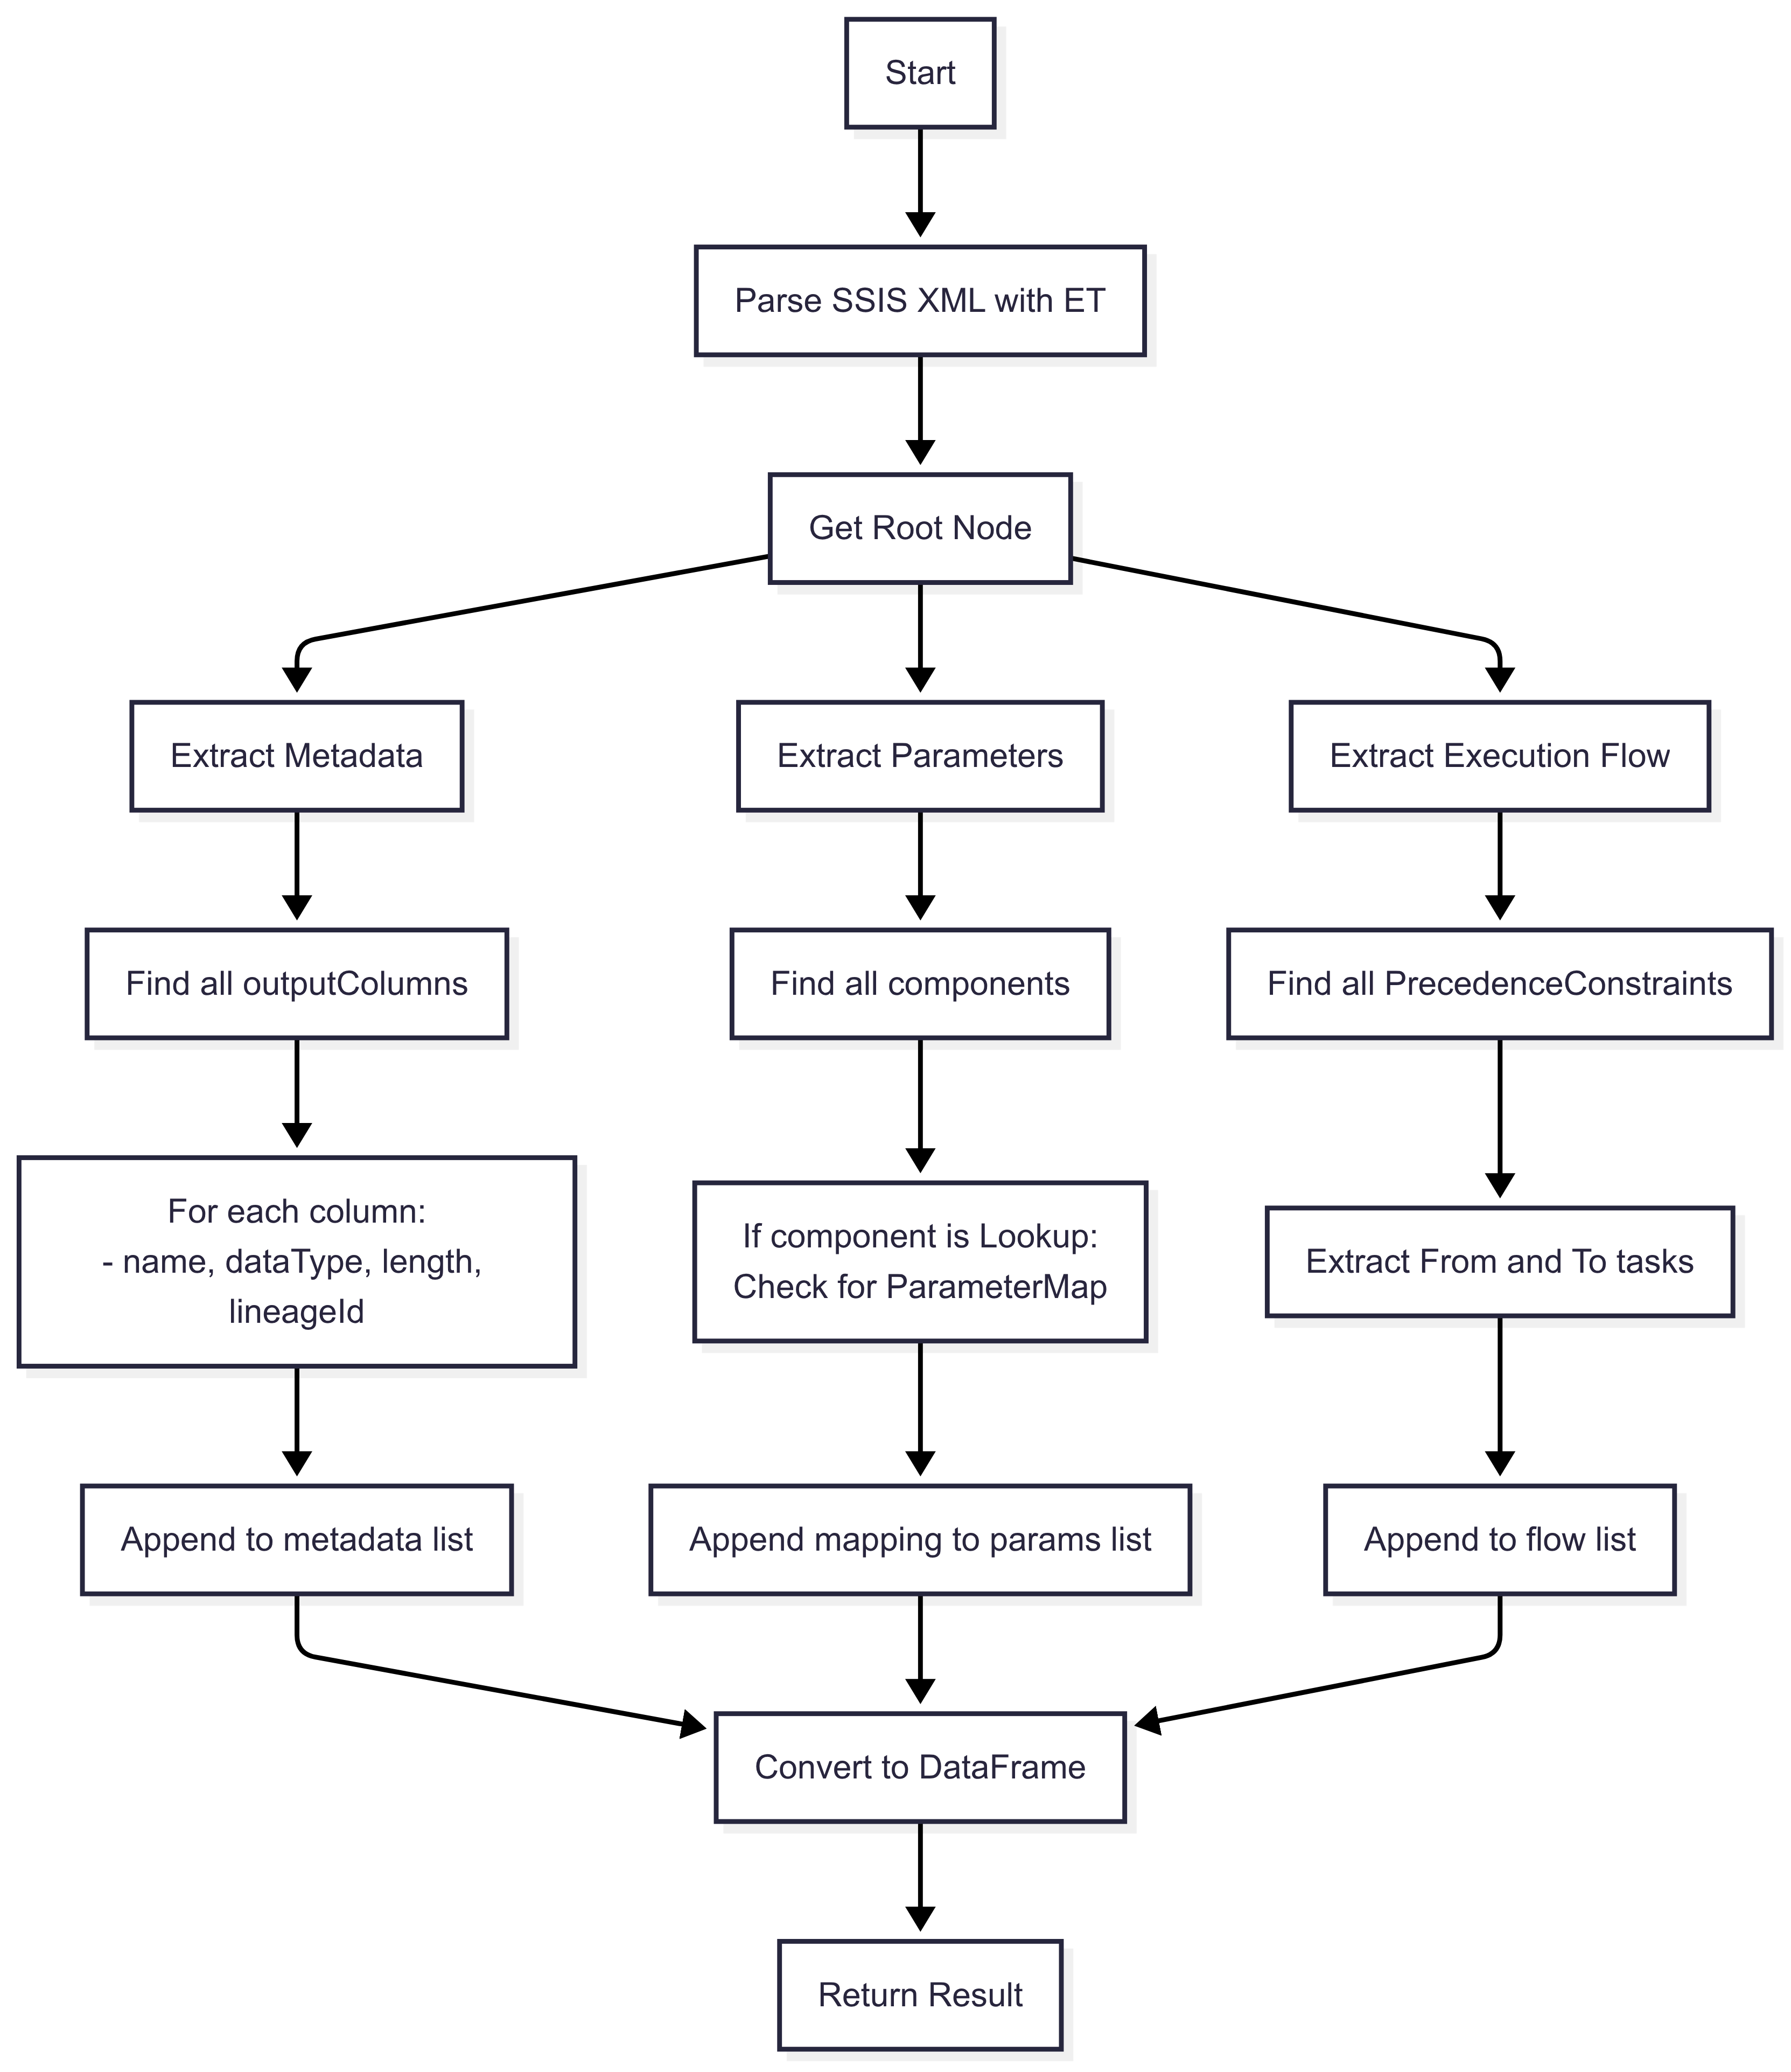 Start
Parse SSIS XML with ET
Get Root Node
Extract Metadata
Extract Parameters
Extract Execution Flow
Find all outputColumns
Find all components
Find all PrecedenceConstraints
For each column:
- name, dataType, length,
lineageId
If component is Lookup:
Check for ParameterMap
Extract From and To tasks
Append to metadata list
Append mapping to params list
Append to flow list
Convert to DataFrame
Return Result